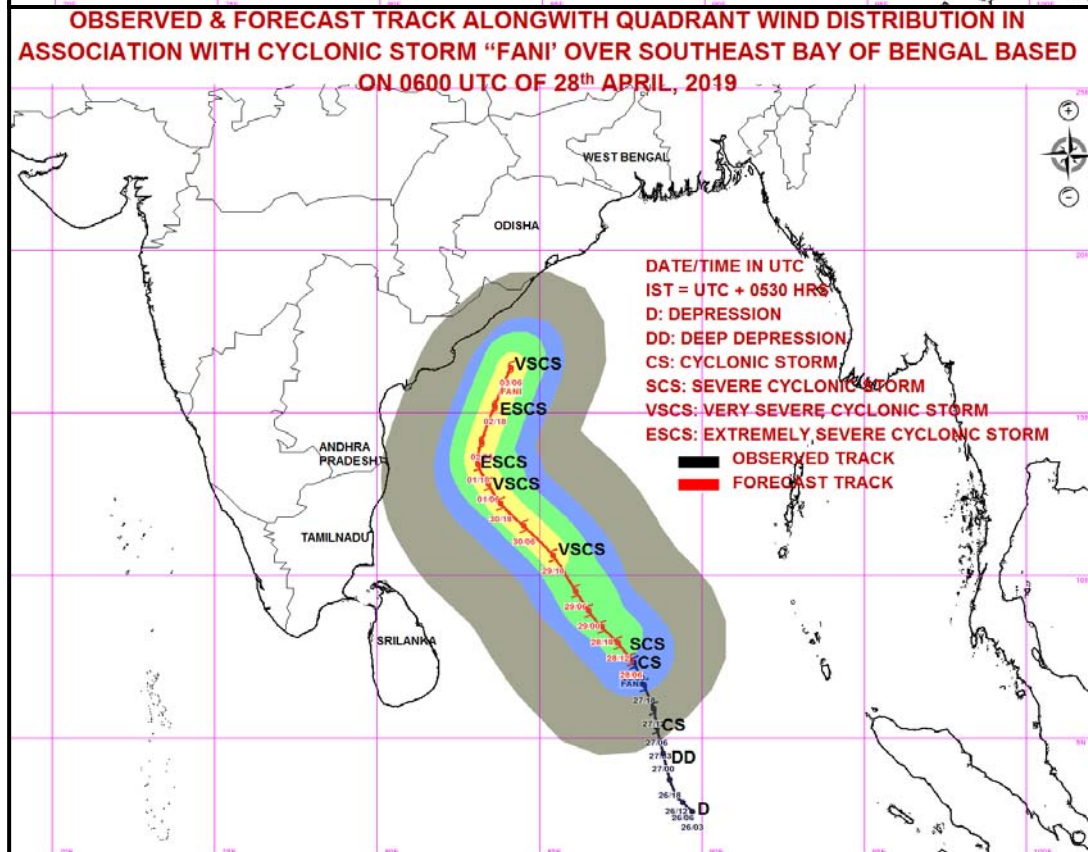 OBSERVED & FORECAST TRACK ALONGWITH QUADRANT WIND DISTRIBUTION IN
ASSOCIATION WITH CYCLONIC STORM “FANI’ OVER SOUTHEAST BAY OF BENGAL BASED
ON 0600 UTC OF 28th APRIL, 2019
WEST BENGAL
ODISHA
DATE/TIME IN UTC
IST = UTC + 0530 HRS
D: DEPRESSION
DD: DEEP DEPRESSION
CS: CYCLONIC STORM
SCS: SEVERE CYCLONIC STORM
VSCS: VERY SEVERE CYCLONIC STORM
ESCS: EXTREMELY SEVERE CYCLONIC STORM
OBSERVED TRACK
FORECAST TRACK
VSCS
03/06
FANI
ESCS
02/18
ANDHRA
PRADESH
ESCS
01/18
VSCS
01/06
30/18
TAMILNADU
30/06
VSCS
29/18
29/06
29/00
SRILANKA
28/18
SCS
28/12
CS
28/06
FANI
27/18
27/12
CS
27/06
27/03
DD
27/00
26/18
26/12
D
26/06
26/03